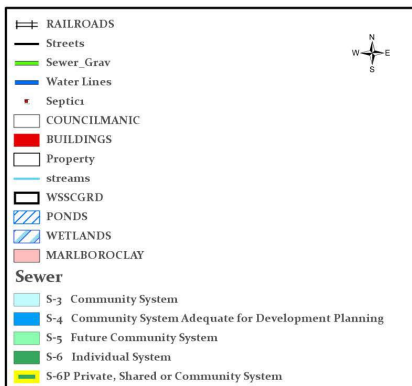 RAILROADS
Streets
Sewer_Grav
Water Lines
Septic1
COUNCILMANIC
BUILDINGS
Property
streams
WSSCGRD
PONDS
WETLANDS
MARLBOROCLAY
Sewer
S-3 Community System
S-4 Community System Adequate for Development Planning
S-5 Future Community System
S-6 Individual System
S-6P Private, Shared or Community System
N
W E
S